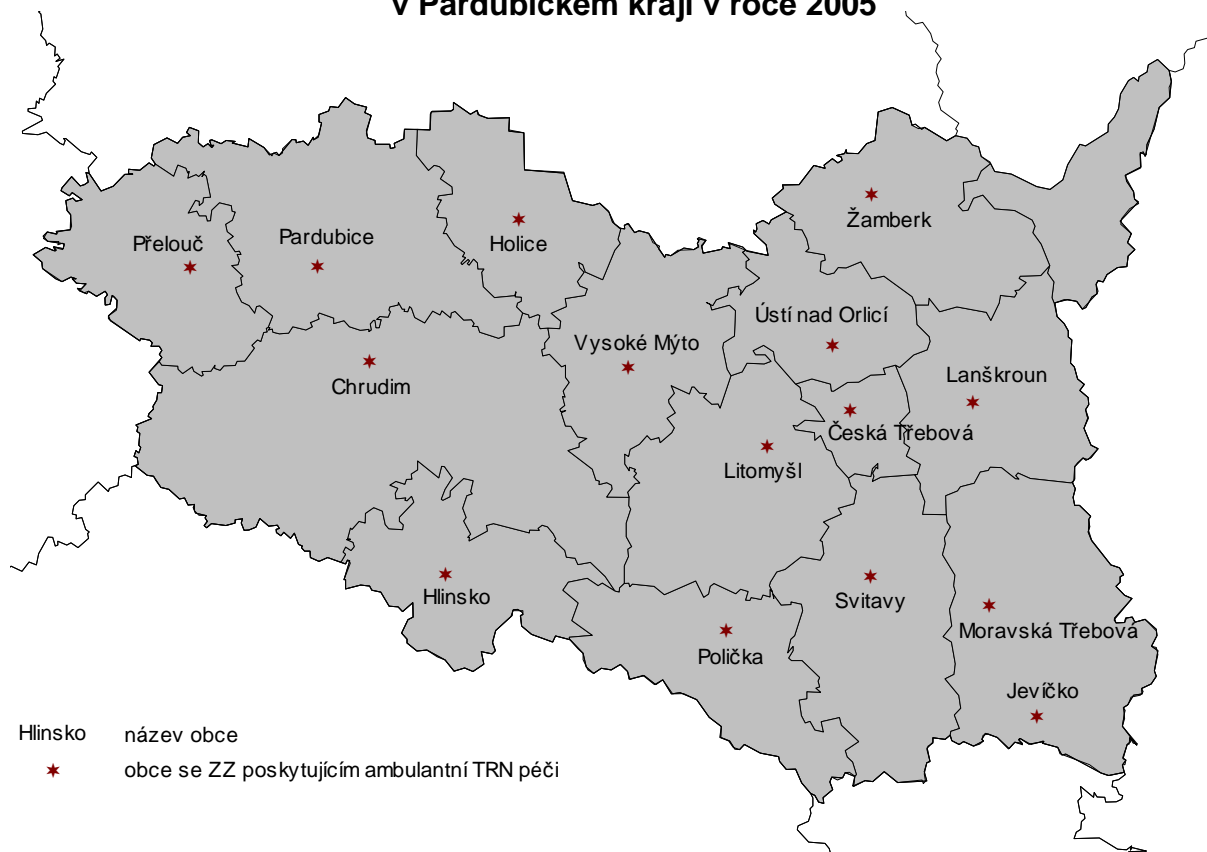 v Pardubickém kraji v roce 2005
Žamberk
Přelouč
Pardubice
Holice
Ústí nad Orlicí
Vysoké Mýto
Chrudim
Lanškroun
Česká Třebová
Litomyšl
Hlinsko
Svitavy
Moravská Třebová
Polička
Jevíčko
Hlinsko název obce
obce se ZZ poskytujícím ambulantní TRN péči